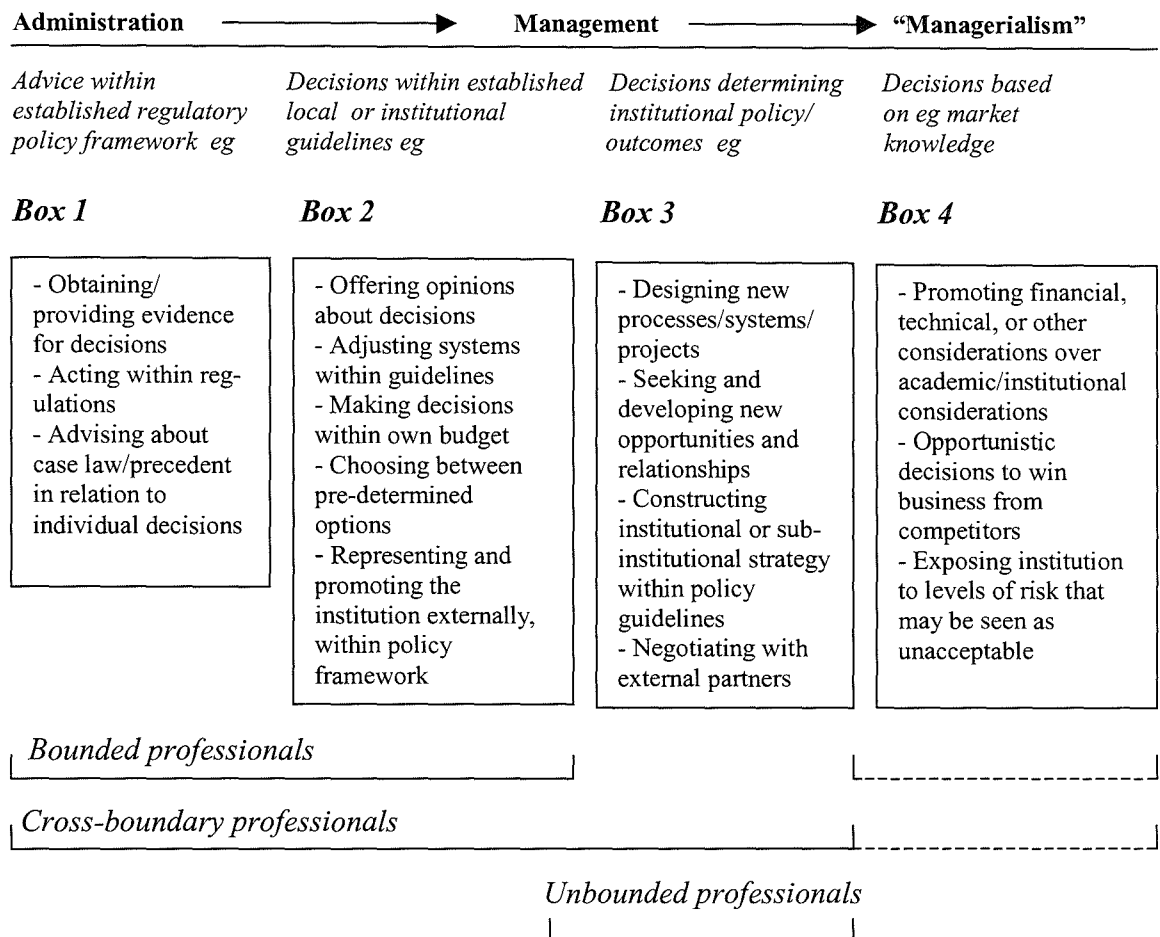 Administration Management “Managerialism”
Advice within
established regulatory
policy framework eg
Decisions within established
local or institutional
guidelines eg
Decisions determining
institutional policy/
outcomes eg
Decisions based
on eg market
knowledge
Box 1
Box 2
Box 3
Box 4
- Obtaining/
providing evidence
for decisions
- Acting within reg-
ulations
- Advising about
case law/precedent
in relation to
individual decisions
- Offering opinions
about decisions
- Adjusting systems
within guidelines
- Making decisions
within own budget
- Choosing between
pre-determined
options
- Representing and
promoting the
institution externally,
within policy
framework
- Designing new
processes/systems/
projects
- Seeking and
developing new
opportunities and
relationships
- Constructing
institutional or sub-
institutional strategy
within policy
guidelines
- Negotiating with
external partners
- Promoting financial,
technical, or other
considerations over
academic/institutional
considerations
- Opportunistic
decisions to win
business from
competitors
- Exposing institution
to levels of risk that
may be seen as
unacceptable
Bounded professionals
Cross-boundary professionals
Unbounded professionals